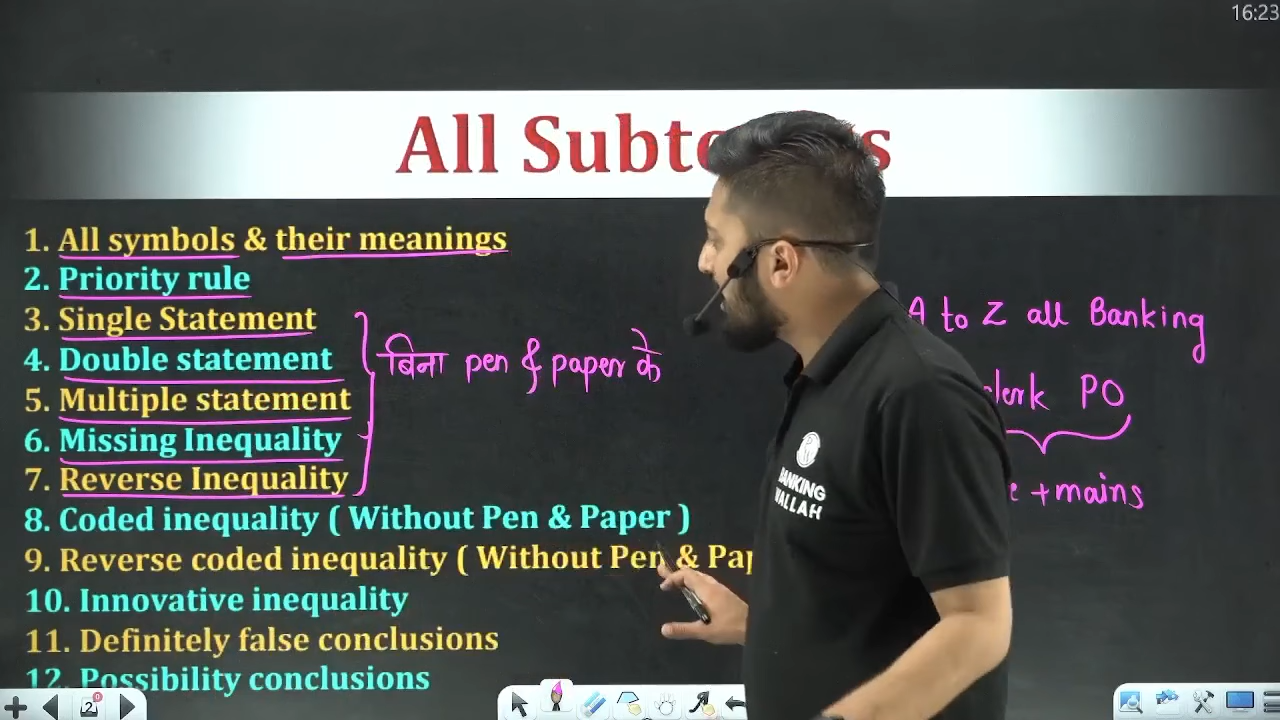 16:23
All
1. All symbols & their meanings
2. Priority rule
3. Single Statement
4. Double statement
5. Multiple statement
6. Missing Inequality
7. Reverse Inequality
8. Coded inequality ( Without Pen & Paper )
9. Reverse coded inequality ( Without Pen &
10. Innovative inequality
11. Definitely false conclusions
12. Possibility conclusions
बिना pen & paper के
A to Z all Banking
PO
+ mains
BANKING
WALLAH
2